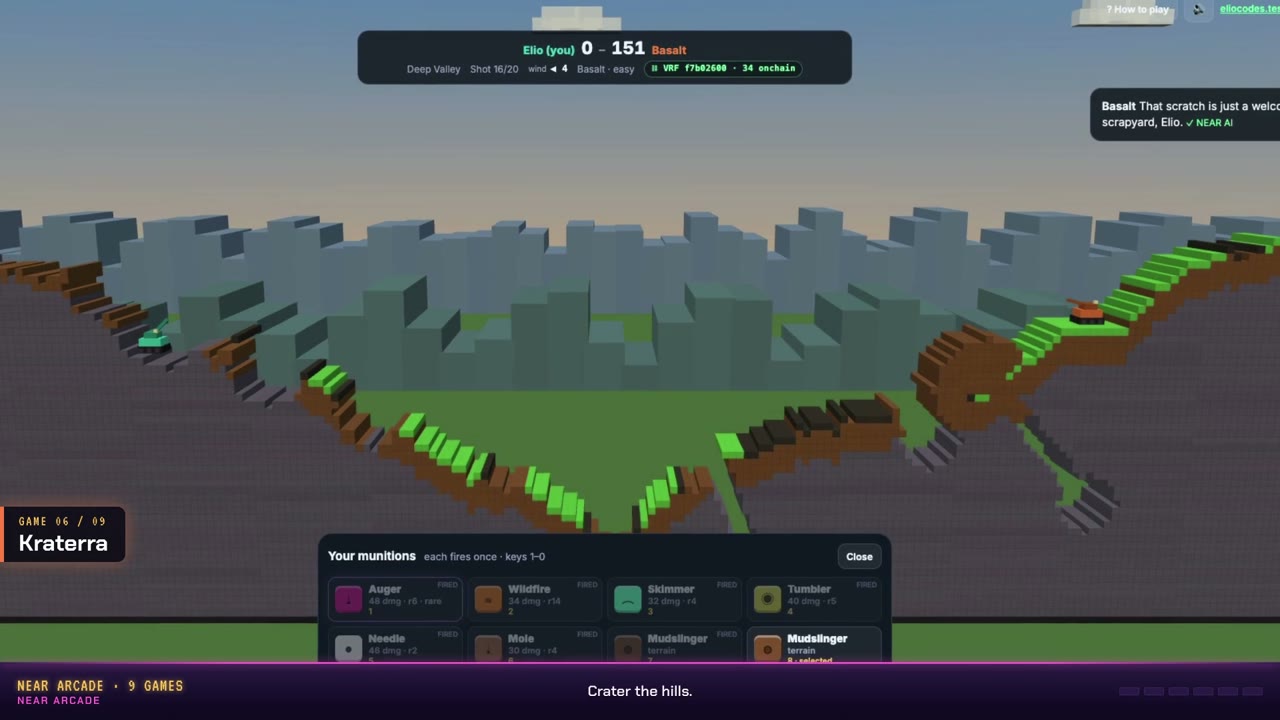 ? How to play
eliocodes.te
Elio (you) 0 – 151 Basalt
Deep Valley Shot 16/20 wind ◀ 4 Basalt · easy VRF f7b02600 · 34 onchain
Basalt That scratch is just a welc
scrapyard, Elio. ✓ NEAR AI
GAME 06 / 09
Kraterra
Your munitions each fires once · keys 1–0
Close
Auger FIRED
48 dmg · r6 · rare
1
Wildfire FIRED
34 dmg · r14
2
Skimmer FIRED
32 dmg · r4
3
Tumbler FIRED
40 dmg · r5
4
Needle FIRED
46 dmg · r2
Mole FIRED
30 dmg · r4
Mudslinger FIRED
terrain
Mudslinger
terrain
8 · selected
NEAR ARCADE · 9 GAMES
NEAR ARCADE
Crater the hills.